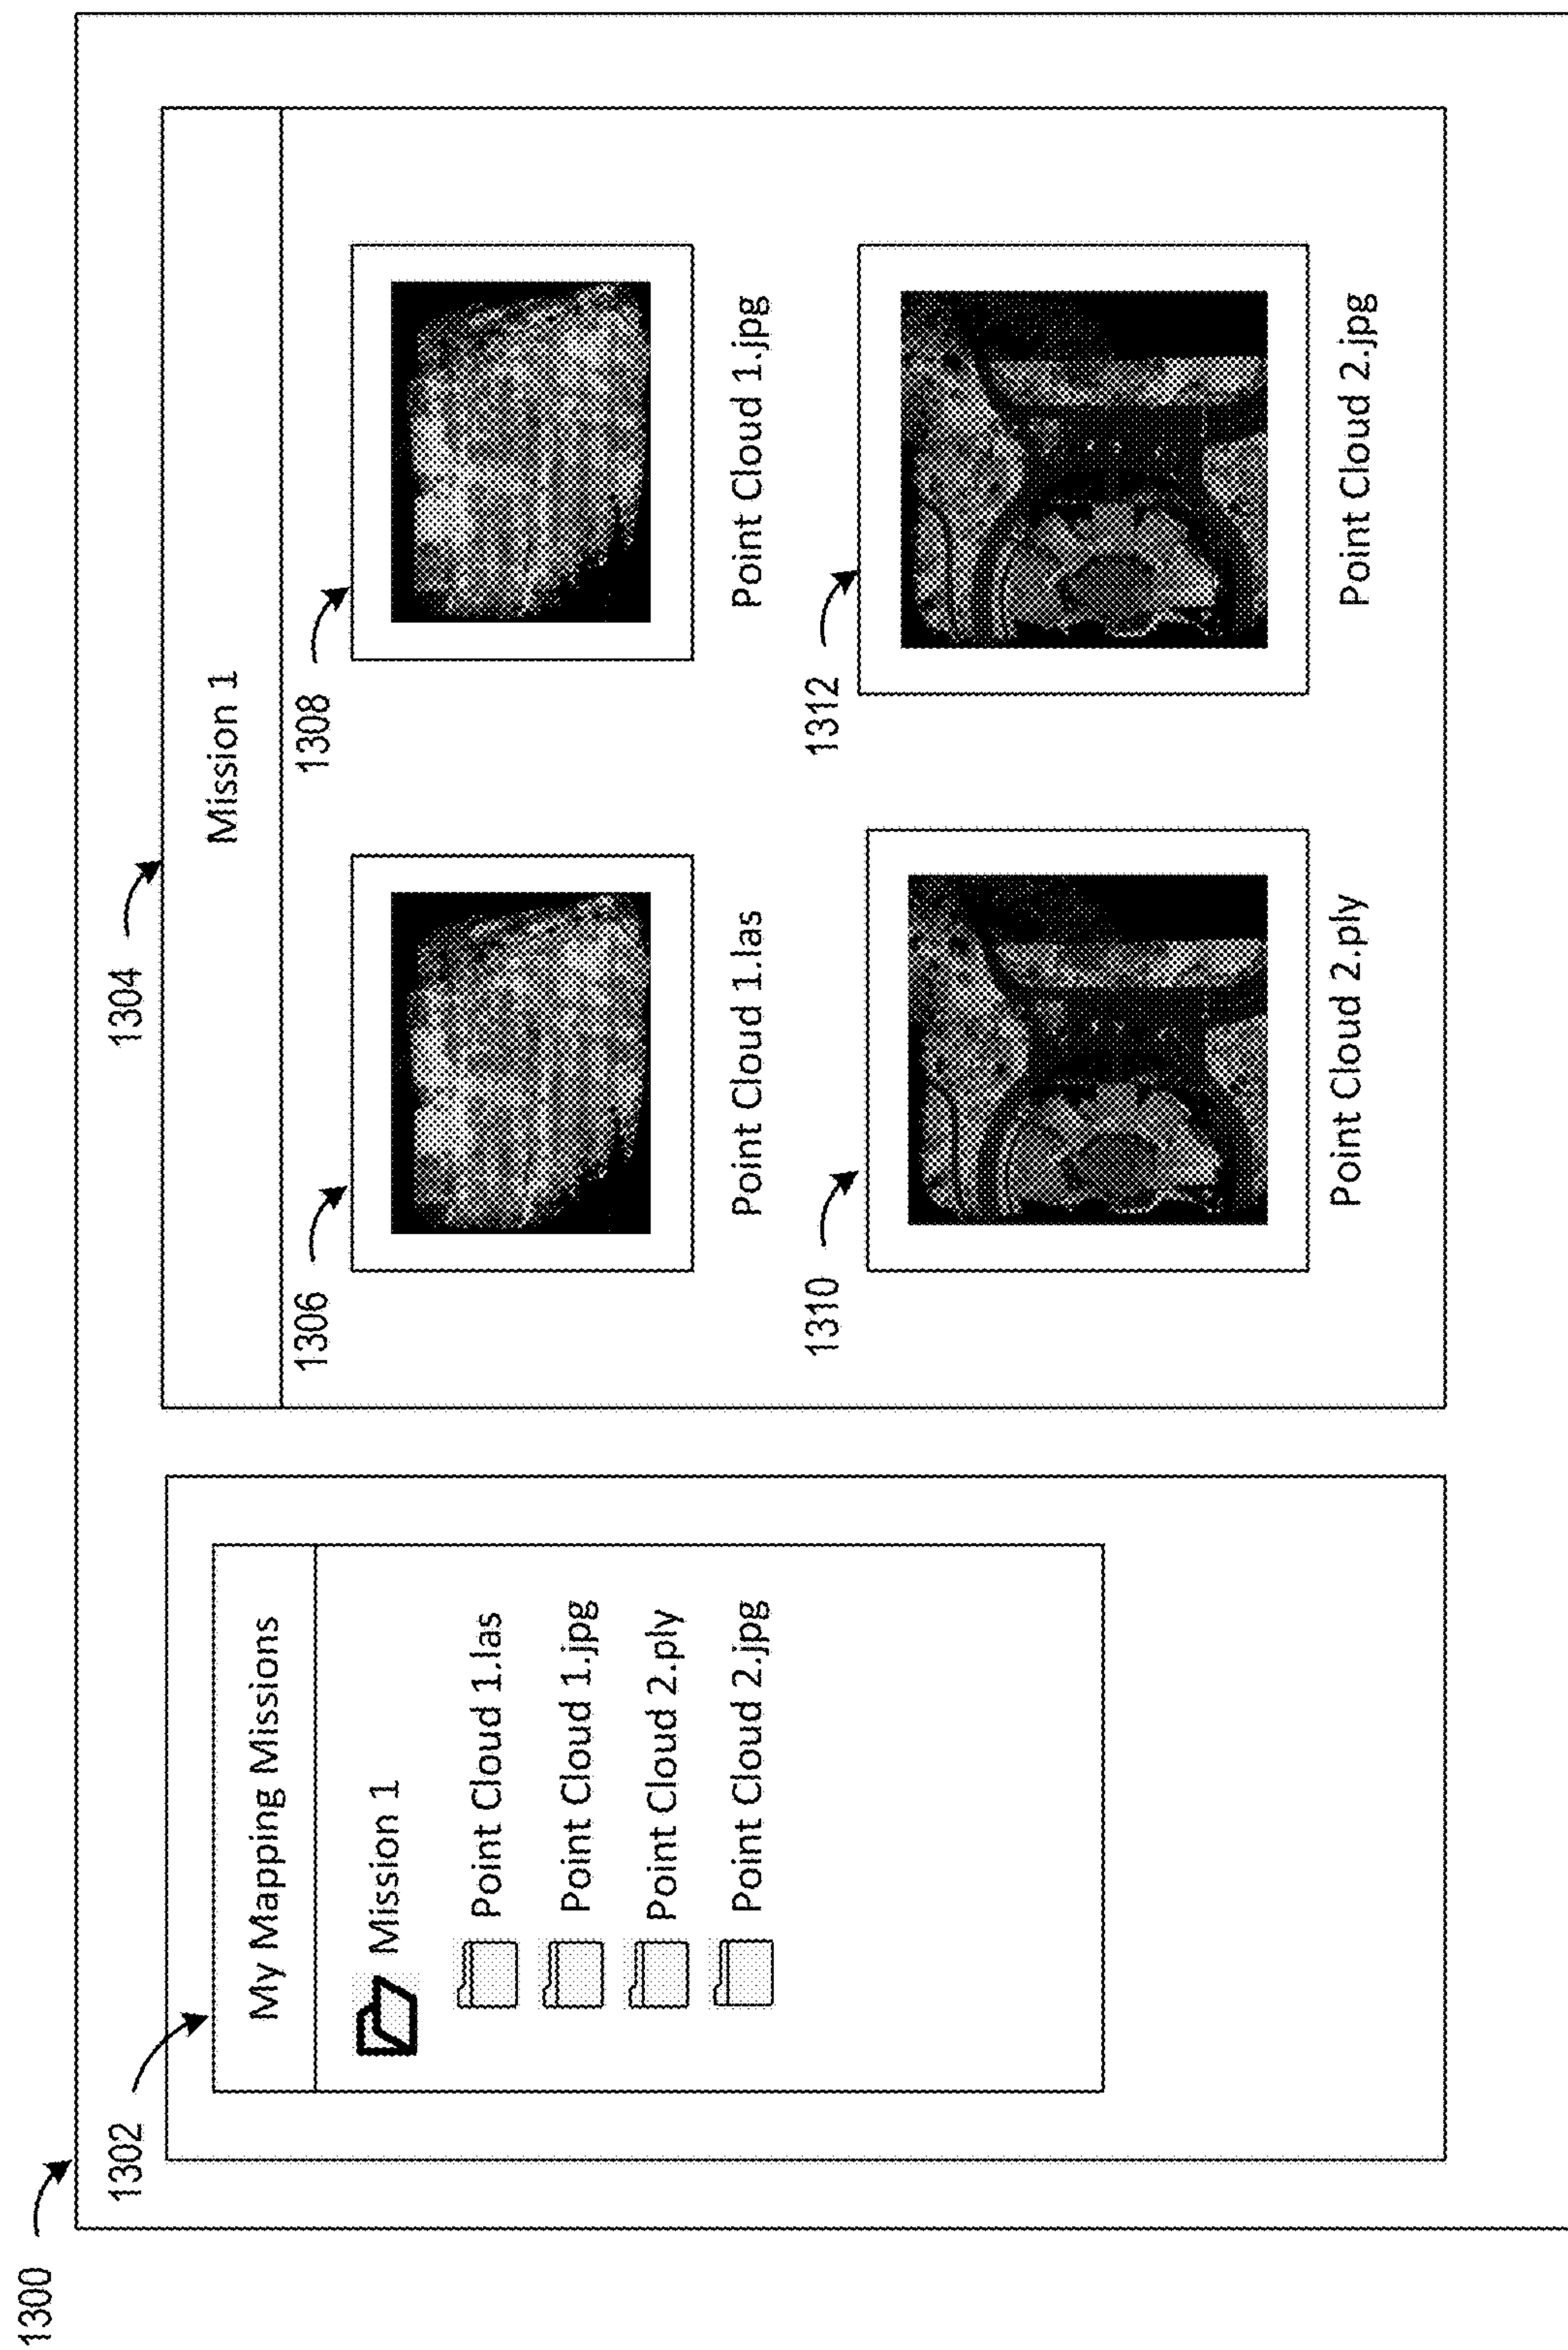 1300
1302
My Mapping Missions
Mission 1
Point Cloud 1.las
Point Cloud 1.jpg
Point Cloud 2.ply
Point Cloud 2.jpg
1304
Mission 1
1306
Point Cloud 1.las
1308
Point Cloud 1.jpg
1310
Point Cloud 2.ply
1312
Point Cloud 2.jpg